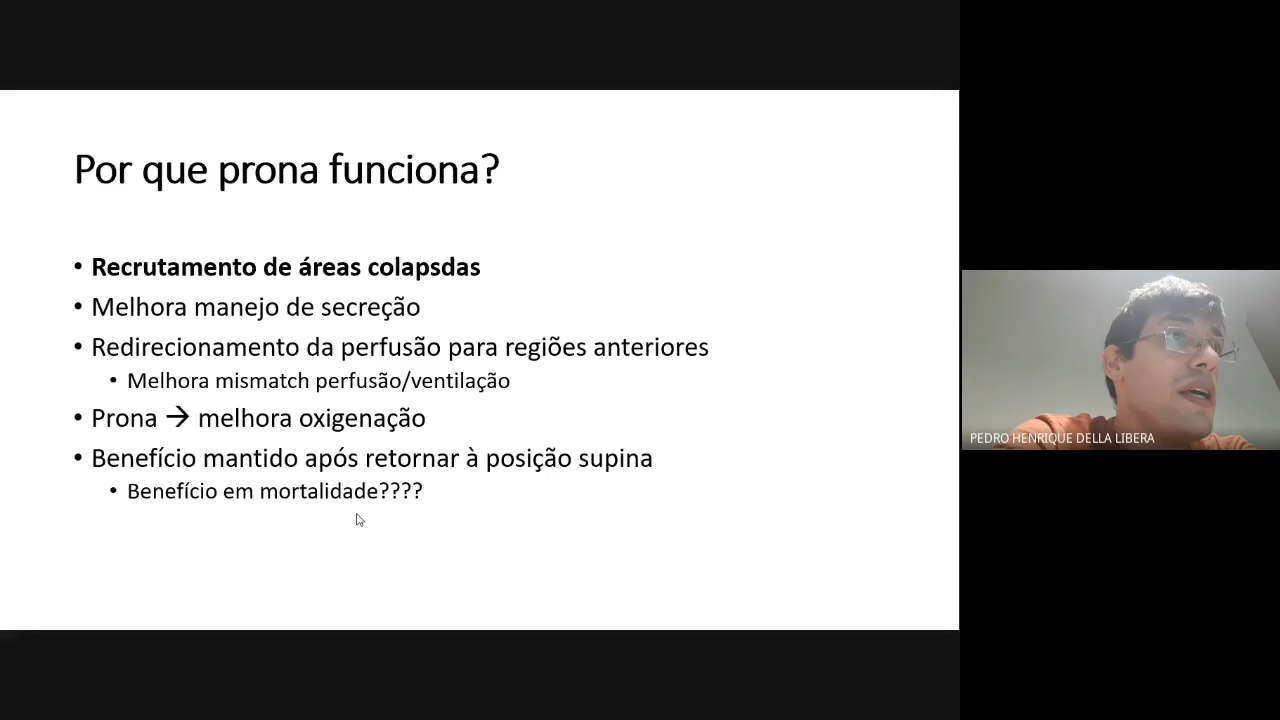 Por que prona funciona?
• Recrutamento de áreas colapsdas
• Melhora manejo de secreção
• Redirecionamento da perfusão para regiões anteriores
• Melhora mismatch perfusão/ventilação
• Prona → melhora oxigenação
• Benefício mantido após retornar à posição supina
• Benefício em mortalidade????
PEDRO HENRIQUE DELLA LIBERA